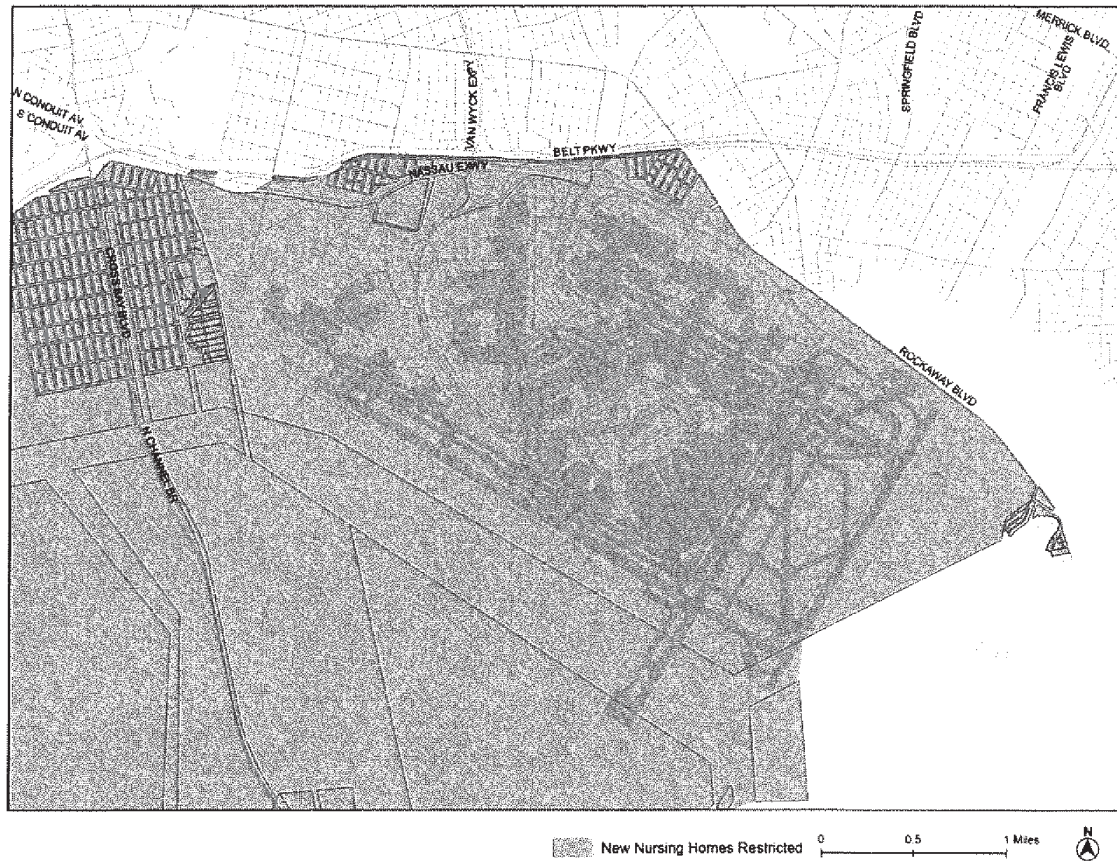 MERRICK BLVD
FRANCIS LEWIS
BLVD
SPRINGFIELD BLVD
VAN WYCK EXPY
N CONDUIT AV
S CONDUIT AV
BELT PKWY
NASSAU EXWY
CROSS BAY BLVD
ROCKAWAY BLVD
N CHANNEL BR
New Nursing Homes Restricted
0 0.5 1 Miles
N